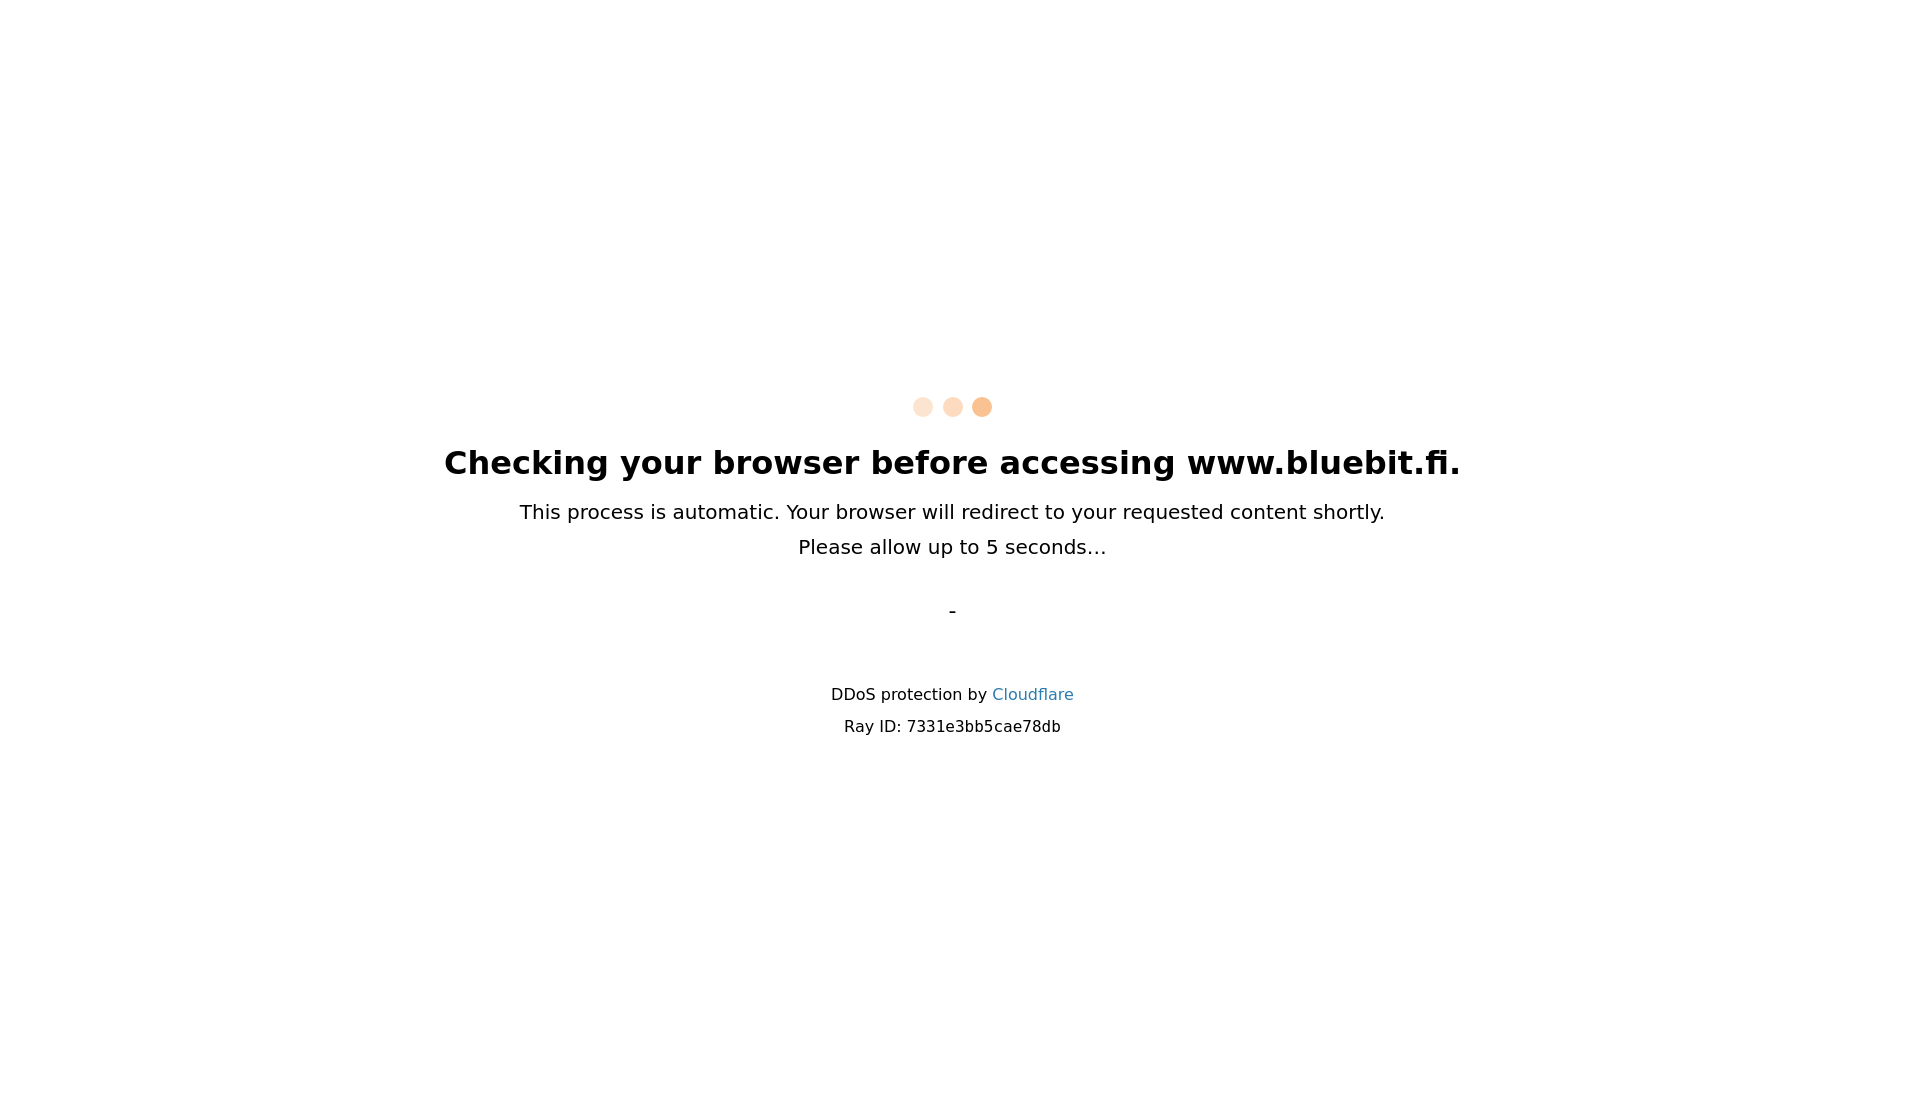 Checking your browser before accessing www.bluebit.fi.
This process is automatic. Your browser will redirect to your requested content shortly.
Please allow up to 5 seconds…
-
DDoS protection by Cloudflare
Ray ID: 7331e3bb5cae78db